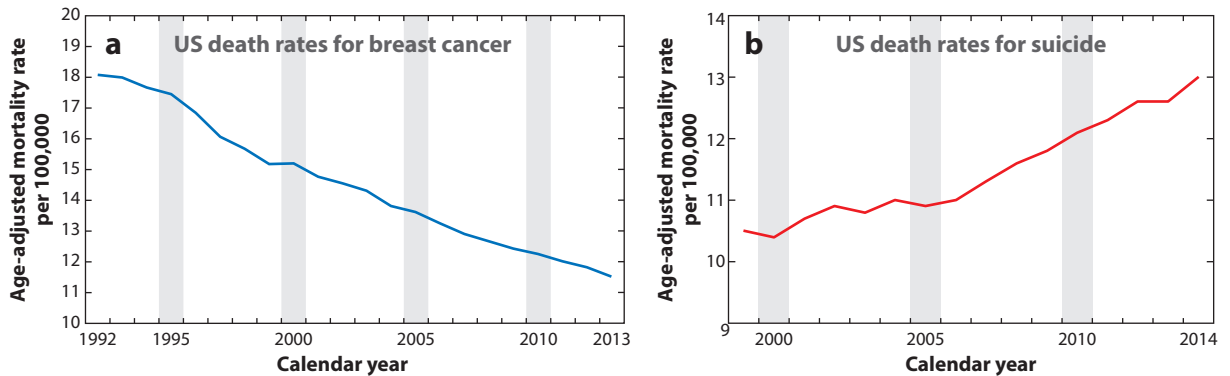 a US death rates for breast cancer
Age-adjusted mortality rate
per 100,000
20
19
18
17
16
15
14
13
12
11
10
1992 1995 2000 2005 2010 2013
Calendar year
b US death rates for suicide
Age-adjusted mortality rate
per 100,000
14
13
12
11
10
9
2000 2005 2010 2014
Calendar year